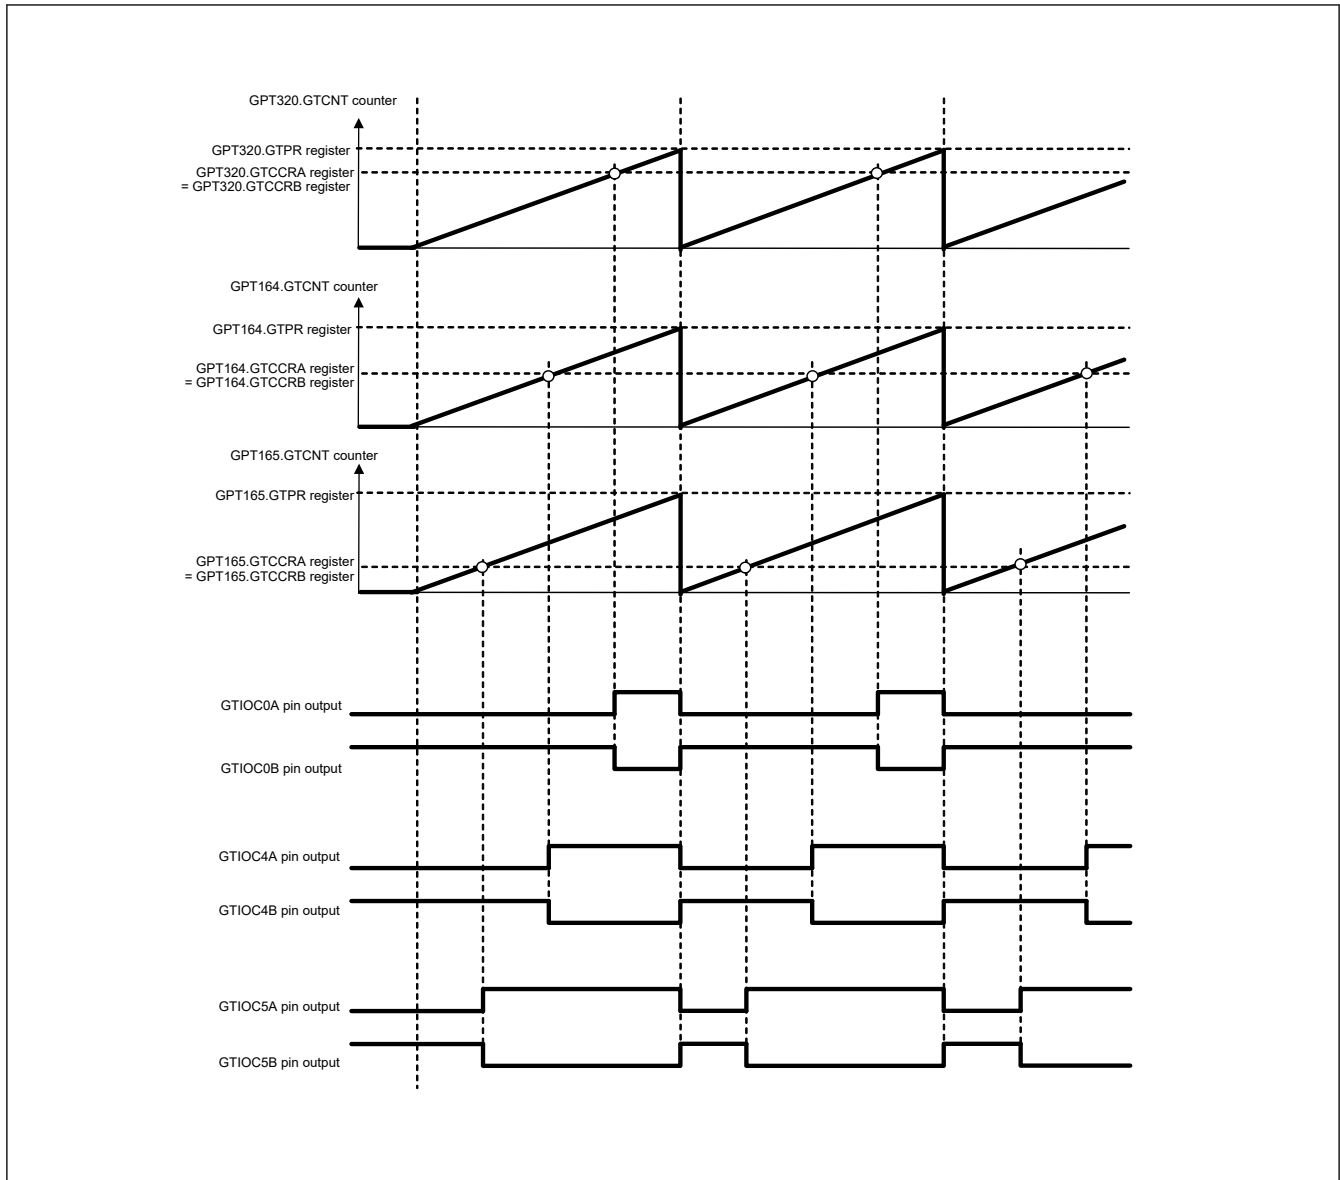 GPT320.GTCNT counter
GPT320.GTPR register
GPT320.GTCCRA register
= GPT320.GTCCRB register
GPT164.GTCNT counter
GPT164.GTPR register
GPT164.GTCCRA register
= GPT164.GTCCRB register
GPT165.GTCNT counter
GPT165.GTPR register
GPT165.GTCCRA register
= GPT165.GTCCRB register
GTIOC0A pin output
GTIOC0B pin output
GTIOC4A pin output
GTIOC4B pin output
GTIOC5A pin output
GTIOC5B pin output